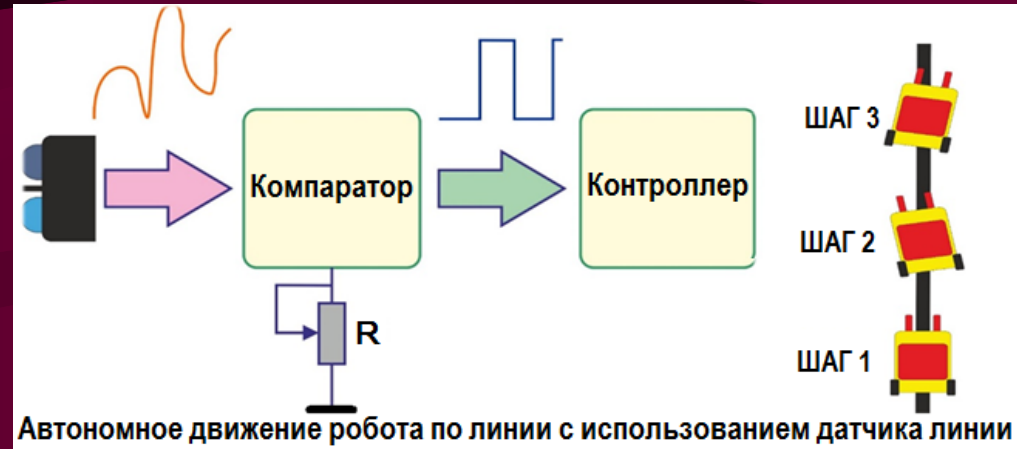 ШАГ 3
Компаратор
Контроллер
ШАГ 2
R
ШАГ 1
Автономное движение робота по линии с использованием датчика линии